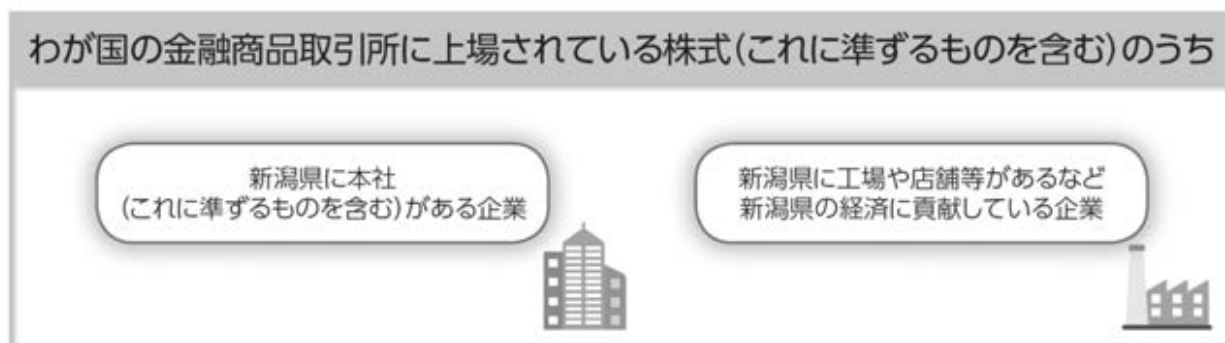 わが国の金融商品取引所に上場されている株式(これに準ずるものを含む)のうち
新潟県に本社
(これに準ずるものを含む)がある企業
新潟県に工場や店舗等があるなど
新潟県の経済に貢献している企業